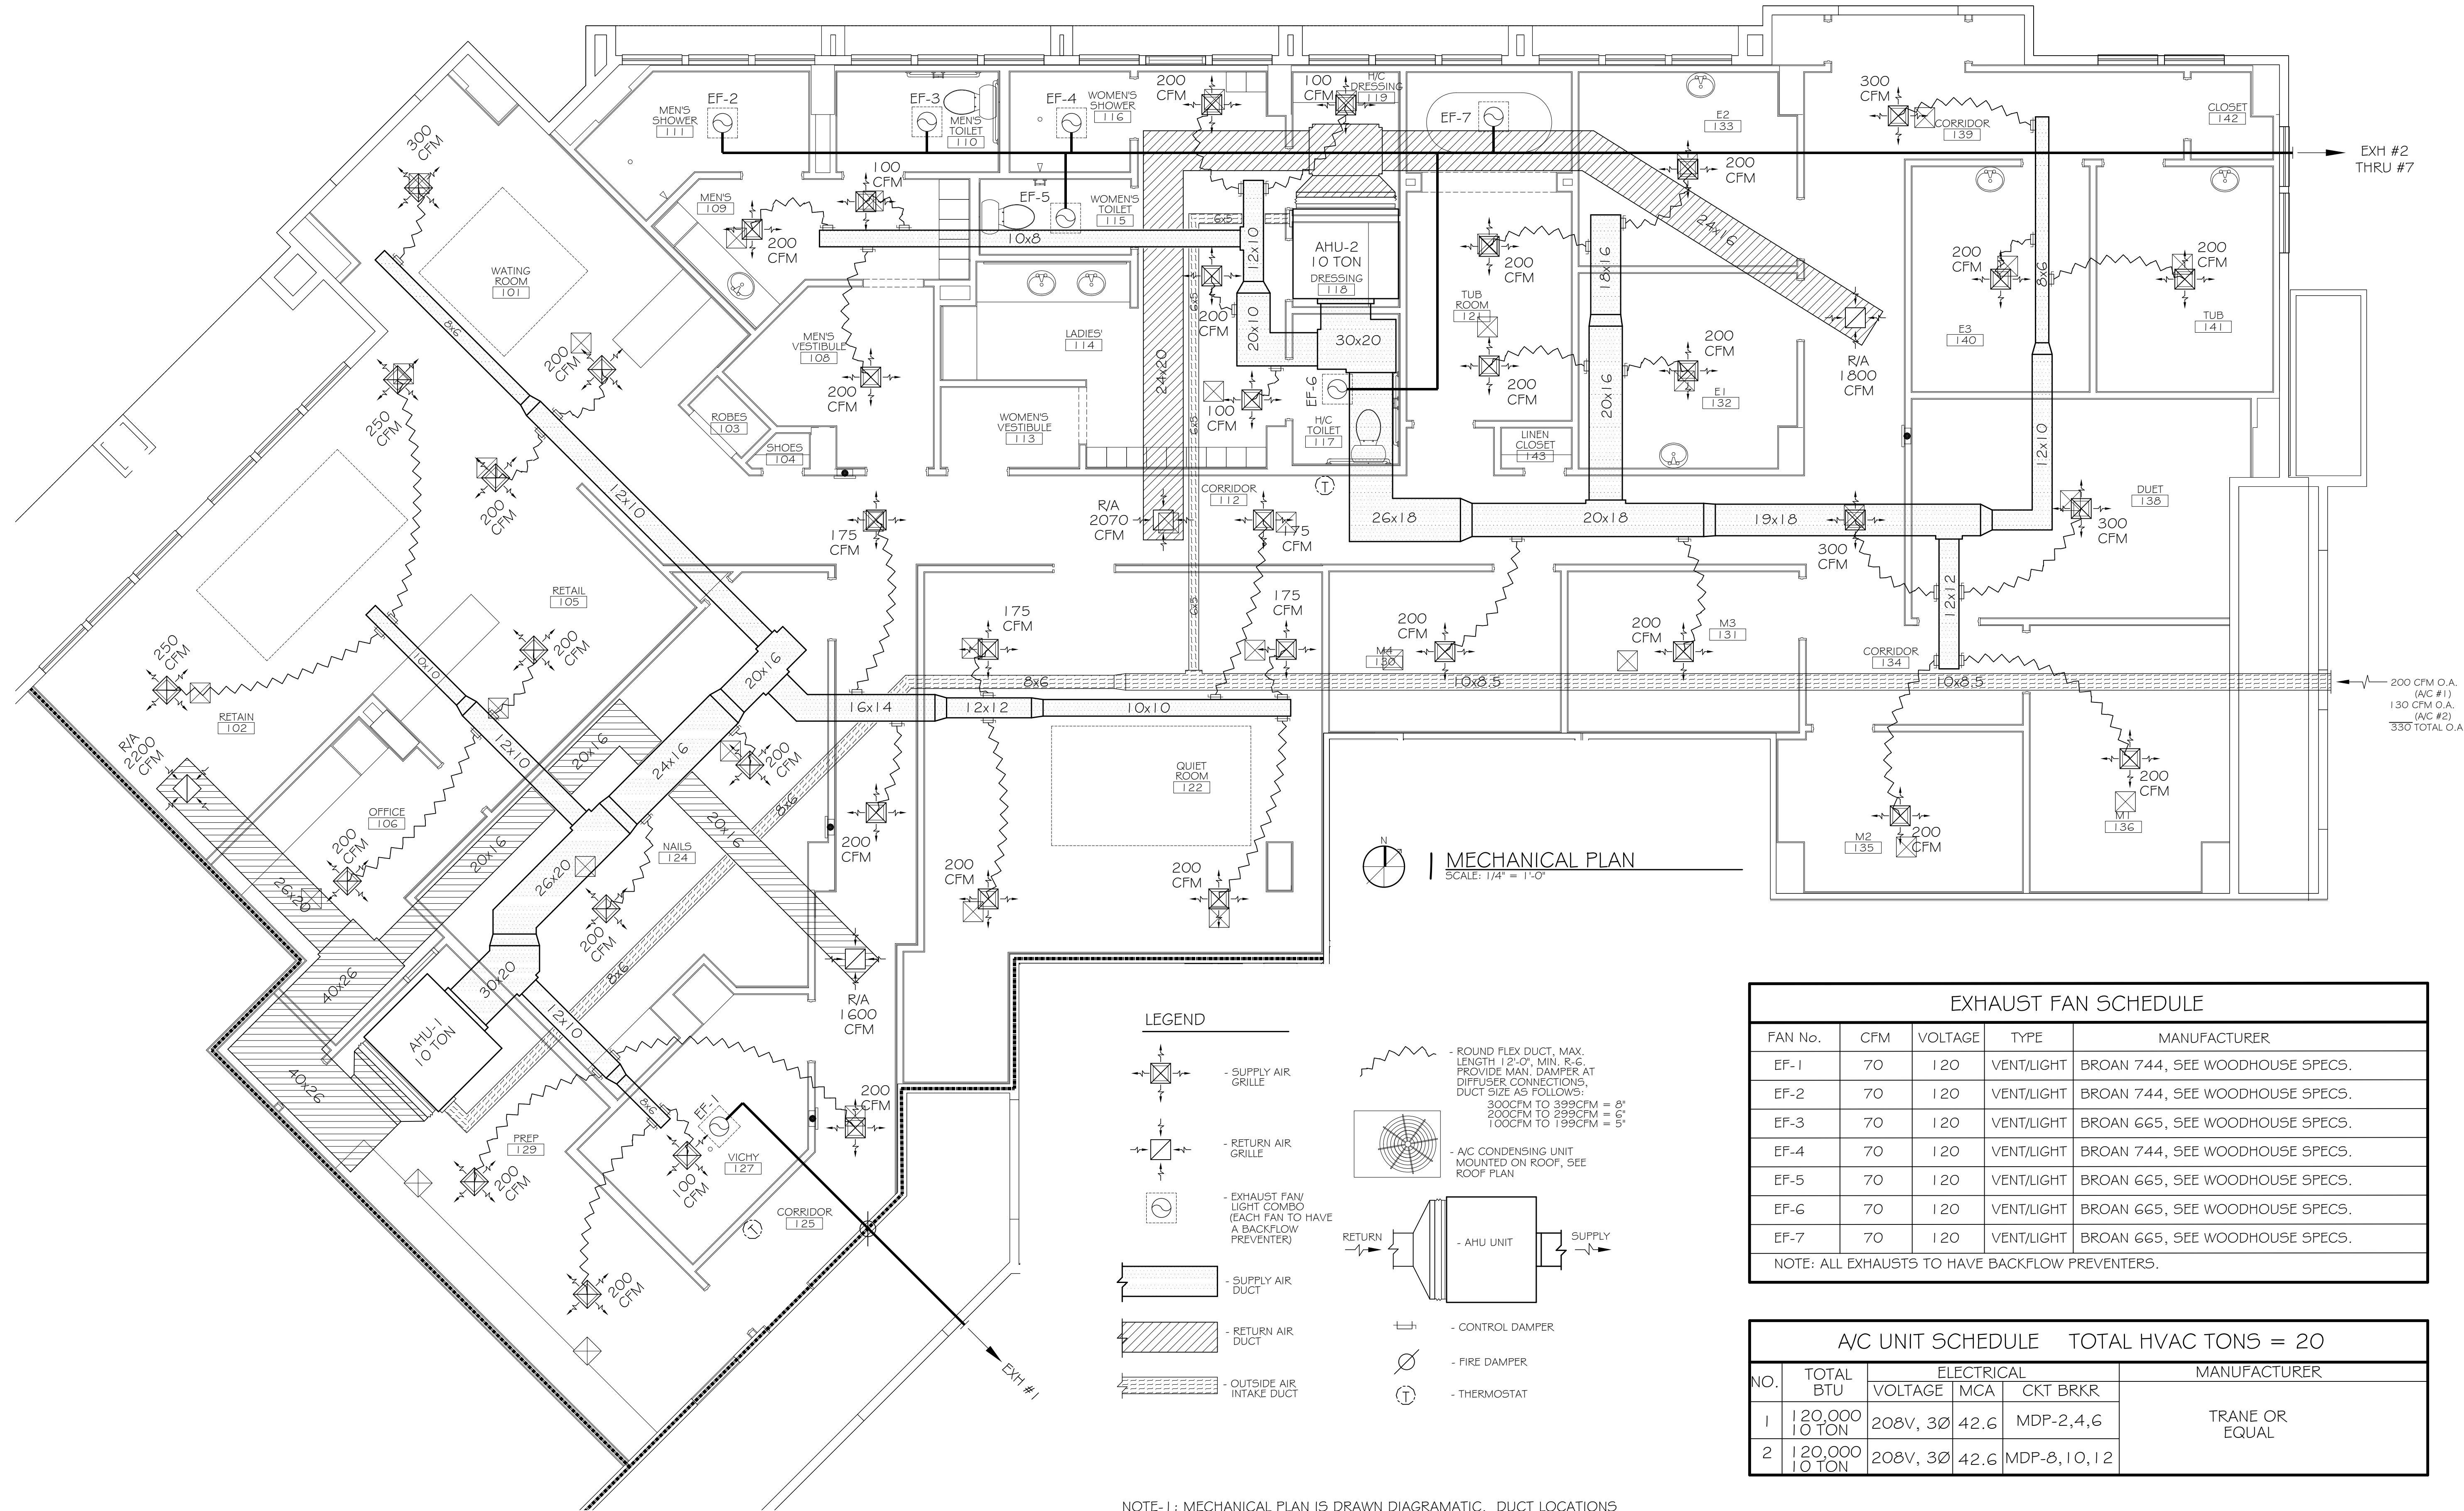 EF-2
MEN'S
SHOWER
111
EF-3
MEN'S
TOILET
110
EF-4
WOMEN'S
SHOWER
116
200
CFM
100
CFM
H/C
DRESSING
119
EF-7
E2
133
300
CFM
CORRIDOR
139
CLOSET
142
EXH #2
THRU #7
300
CFM
WATING
ROOM
101
8x6
200
CFM
250
CFM
200
CFM
12x10
MEN'S
109
100
CFM
200
CFM
10x8
EF-5
WOMEN'S
TOILET
115
6x5
12x10
AHU-2
10 TON
DRESSING
118
200
CFM
24x16
18x16
200
CFM
TUB
ROOM
121
200
CFM
8x6
200
CFM
E3
140
TUB
141
MEN'S
VESTIBULE
108
200
CFM
LADIES'
114
24x20
6x5
200
CFM
20x10
30x20
200
CFM
20x16
200
CFM
E1
132
R/A
1800
CFM
12x10
ROBES
103
SHOES
104
WOMEN'S
VESTIBULE
113
6x5
100
CFM
EF-6
H/C
TOILET
117
LINEN
CLOSET
143
T
DUET
138
300
CFM
175
CFM
R/A
2070
CFM
CORRIDOR
112
175
CFM
26x18
20x18
19x18
300
CFM
12x12
RETAIL
105
200
CFM
250
CFM
10x10
RETAIN
102
R/A
2200
CFM
12x10
20x16
24x16
20x16
200
CFM
16x14
12x12
10x10
8x6
6x5
175
CFM
175
CFM
200
CFM
M4
130
200
CFM
M3
131
CORRIDOR
134
10x8.5
10x8.5
200 CFM O.A.
(A/C #1)
130 CFM O.A.
(A/C #2)
330 TOTAL O.A
OFFICE
106
200
CFM
20x16
26x20
26x20
NAILS
124
20x16
8x6
200
CFM
200
CFM
QUIET
ROOM
122
200
CFM
200
CFM
M2
135
200
CFM
M1
136
200
CFM
N
1 MECHANICAL PLAN
SCALE: 1/4" = 1'-0"
40x26
40x26
AHU-1
10 TON
30x20
12x10
8x6
8x6
R/A
1600
CFM
PREP
129
200
CFM
EF-1
100
CFM
VICHY
127
200
CFM
T
CORRIDOR
125
200
CFM
EXH #1
LEGEND
- SUPPLY AIR
GRILLE
- RETURN AIR
GRILLE
- EXHAUST FAN/
LIGHT COMBO
(EACH FAN TO HAVE
A BACKFLOW
PREVENTER)
- SUPPLY AIR
DUCT
- RETURN AIR
DUCT
- OUTSIDE AIR
INTAKE DUCT
- ROUND FLEX DUCT, MAX.
LENGTH 12'-0", MIN. R-6.
PROVIDE MAN. DAMPER AT
DIFFUSER CONNECTIONS,
DUCT SIZE AS FOLLOWS:
300CFM TO 399CFM = 8"
200CFM TO 299CFM = 6"
100CFM TO 199CFM = 5"
- A/C CONDENSING UNIT
MOUNTED ON ROOF, SEE
ROOF PLAN
RETURN
- AHU UNIT
SUPPLY
- CONTROL DAMPER
- FIRE DAMPER
T
- THERMOSTAT
EXHAUST FAN SCHEDULE
FAN No. CFM VOLTAGE TYPE MANUFACTURER
EF-1 70 120 VENT/LIGHT BROAN 744, SEE WOODHOUSE SPECS.
EF-2 70 120 VENT/LIGHT BROAN 744, SEE WOODHOUSE SPECS.
EF-3 70 120 VENT/LIGHT BROAN 665, SEE WOODHOUSE SPECS.
EF-4 70 120 VENT/LIGHT BROAN 744, SEE WOODHOUSE SPECS.
EF-5 70 120 VENT/LIGHT BROAN 665, SEE WOODHOUSE SPECS.
EF-6 70 120 VENT/LIGHT BROAN 665, SEE WOODHOUSE SPECS.
EF-7 70 120 VENT/LIGHT BROAN 665, SEE WOODHOUSE SPECS.
NOTE: ALL EXHAUSTS TO HAVE BACKFLOW PREVENTERS.
A/C UNIT SCHEDULE TOTAL HVAC TONS = 20
NO. TOTAL BTU ELECTRICAL MANUFACTURER
VOLTAGE MCA CKT BRKR
1 120,000 10 TON 208V, 3Ø 42.6 MDP-2,4,6
2 120,000 10 TON 208V, 3Ø 42.6 MDP-8,10,12
TRANE OR
EQUAL
NOTE-1: MECHANICAL PLAN IS DRAWN DIAGRAMATIC. DUCT LOCATIONS